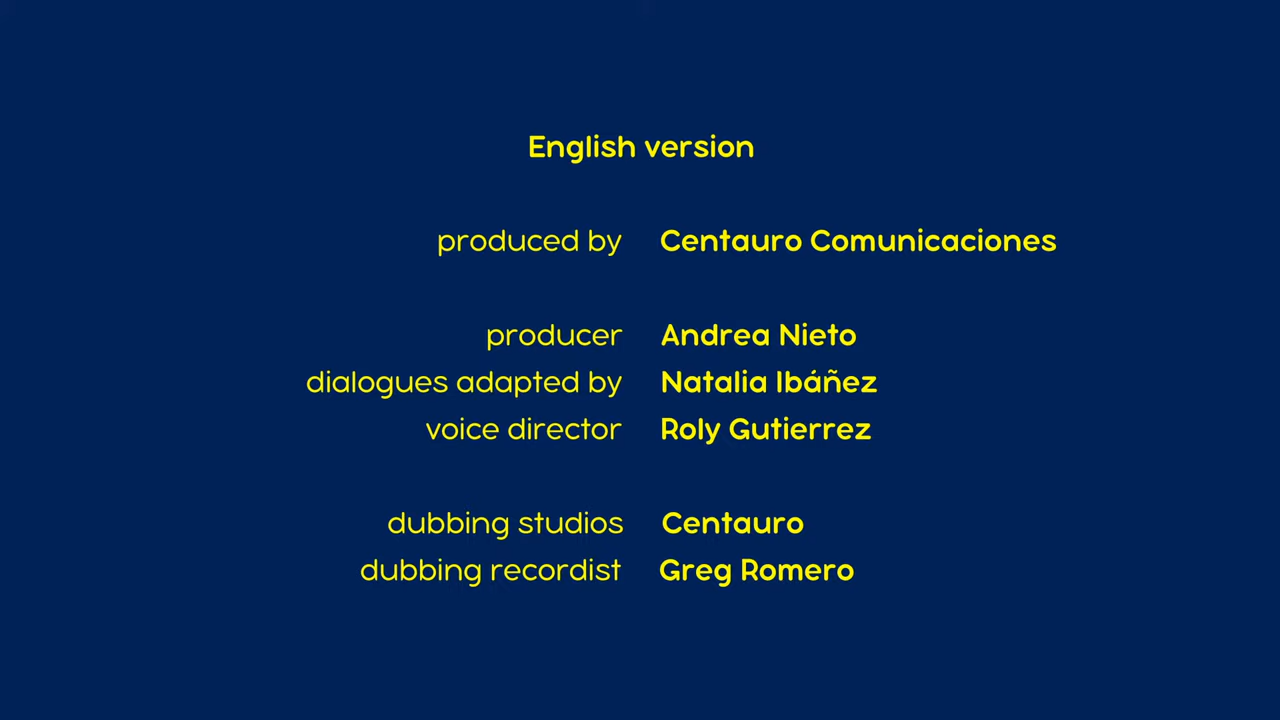 English version
produced by Centauro Comunicaciones
producer Andrea Nieto
dialogues adapted by Natalia Ibáñez
voice director Roly Gutierrez
dubbing studios Centauro
dubbing recordist Greg Romero